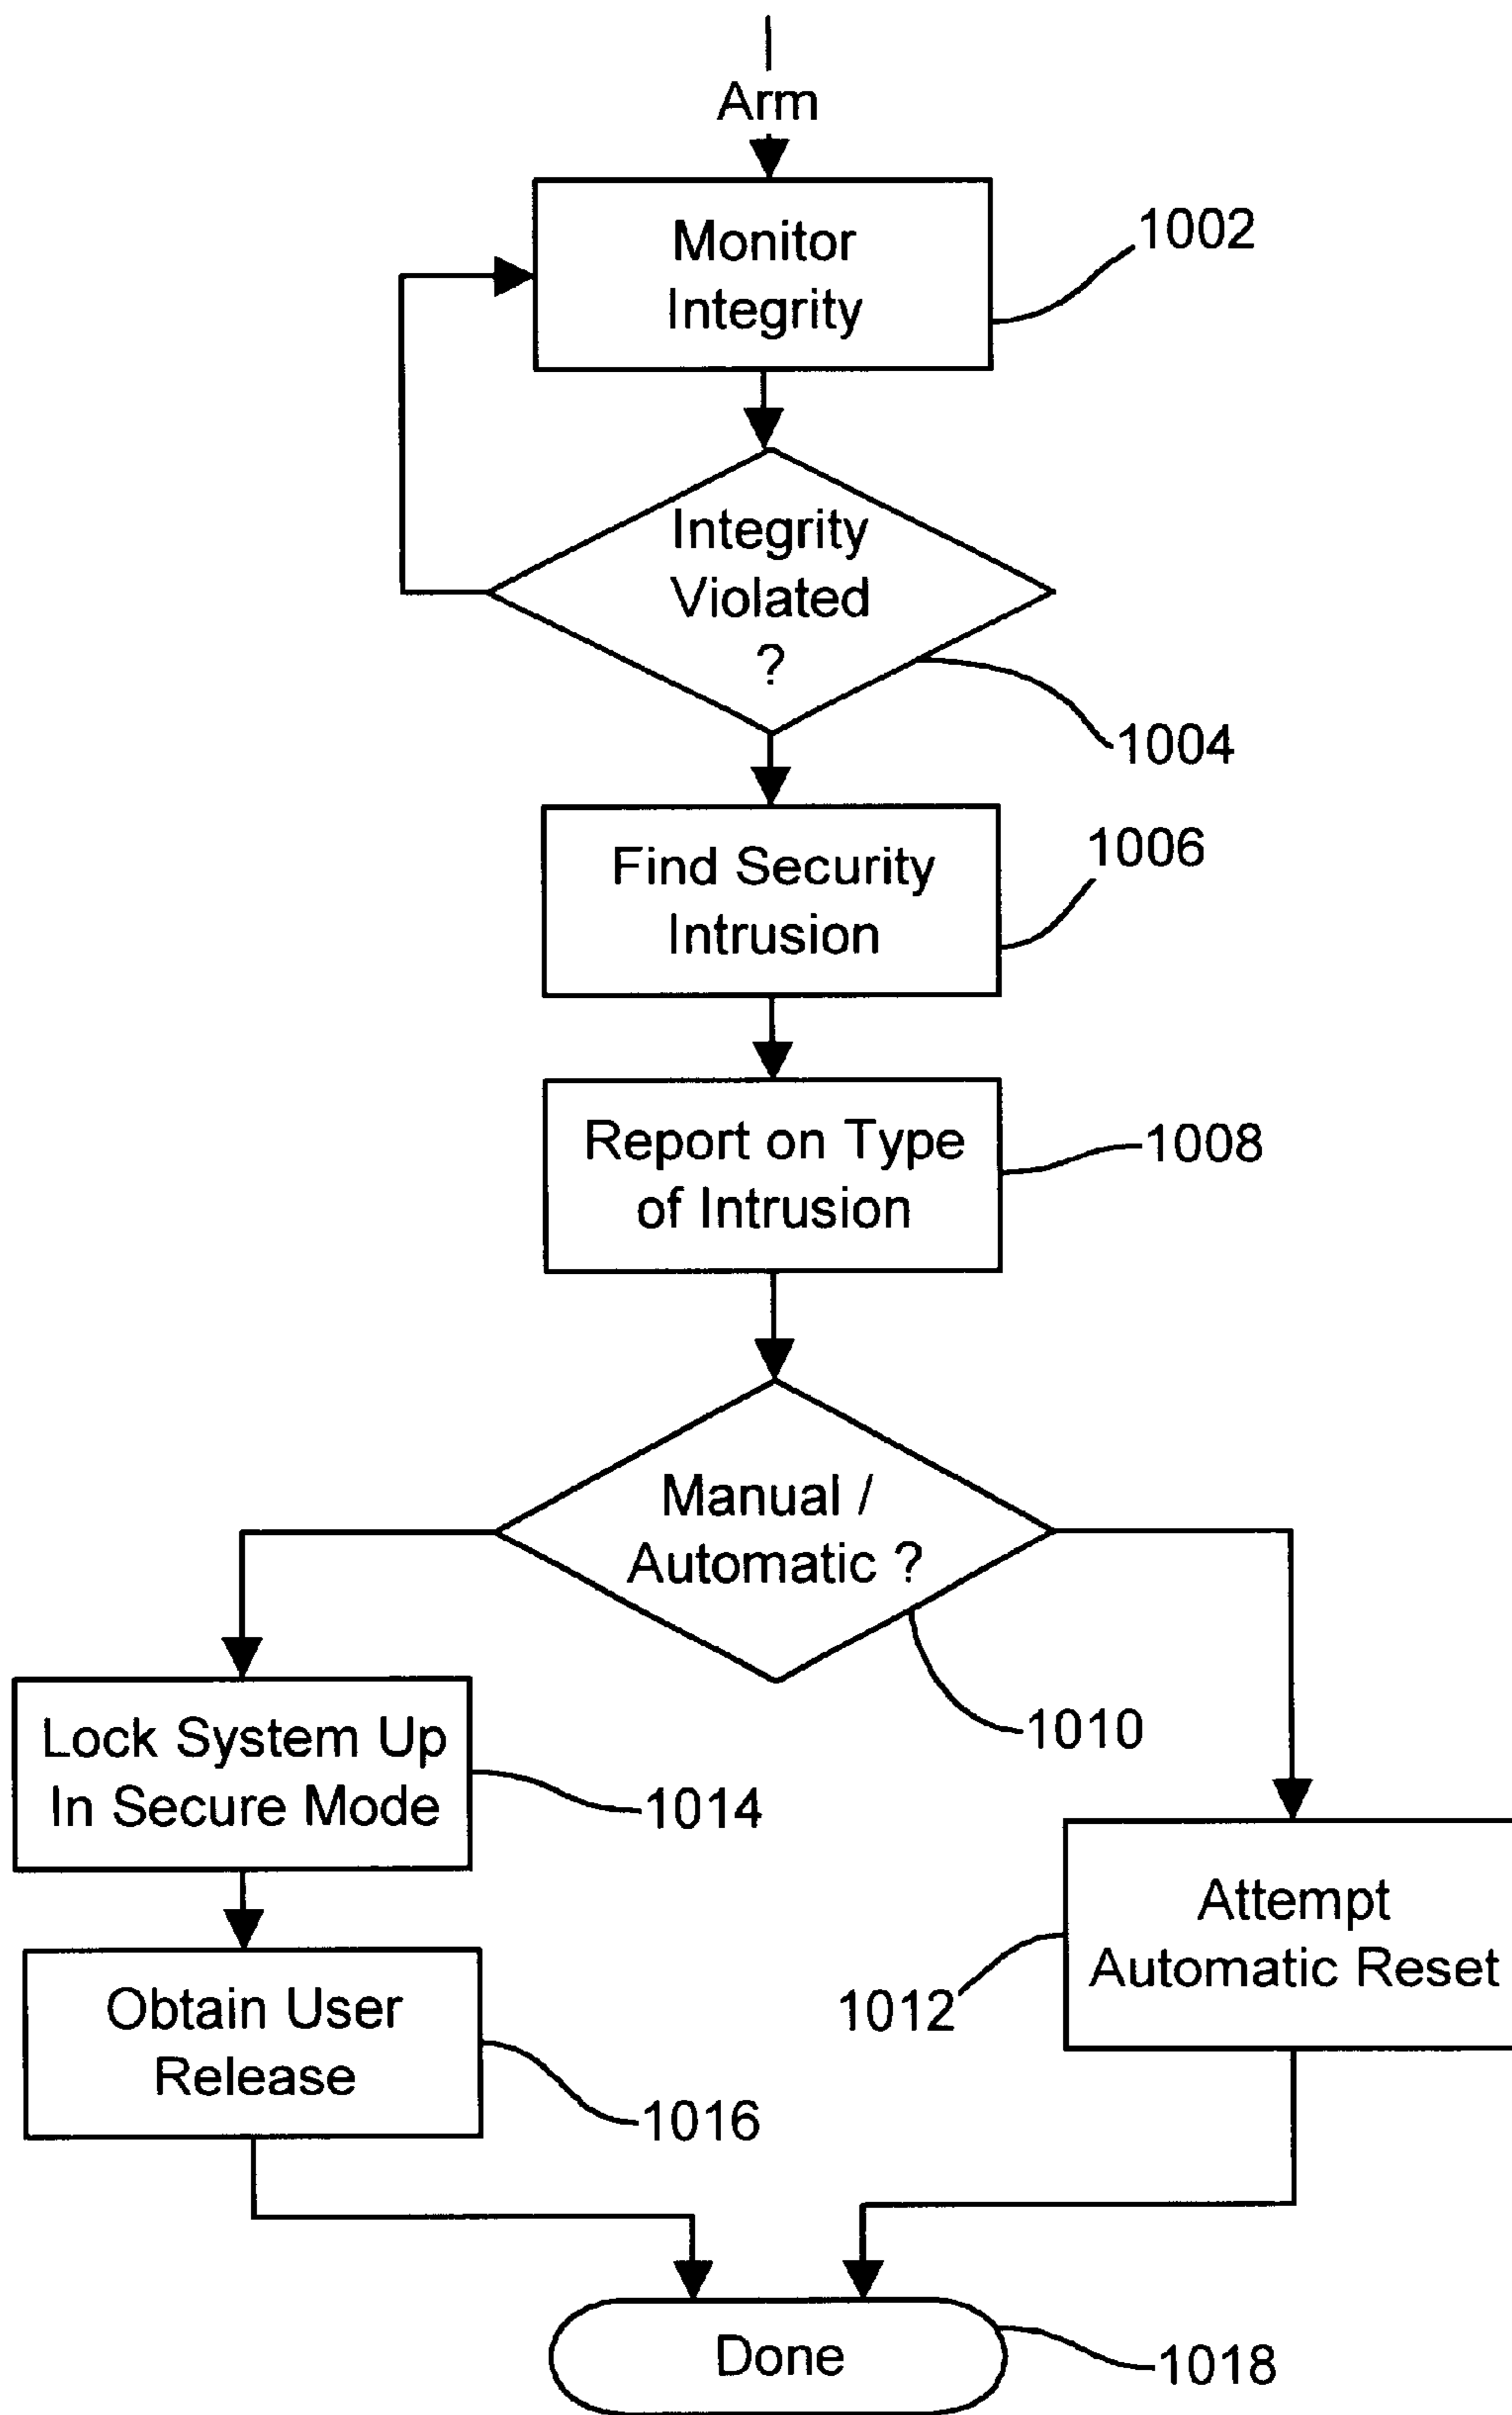 Arm
Monitor
Integrity
1002
Integrity
Violated
?
1004
Find Security
Intrusion
1006
Report on Type
of Intrusion
1008
Manual /
Automatic ?
1010
Lock System Up
In Secure Mode
1014
Attempt
Automatic Reset
1012
Obtain User
Release
1016
Done
1018